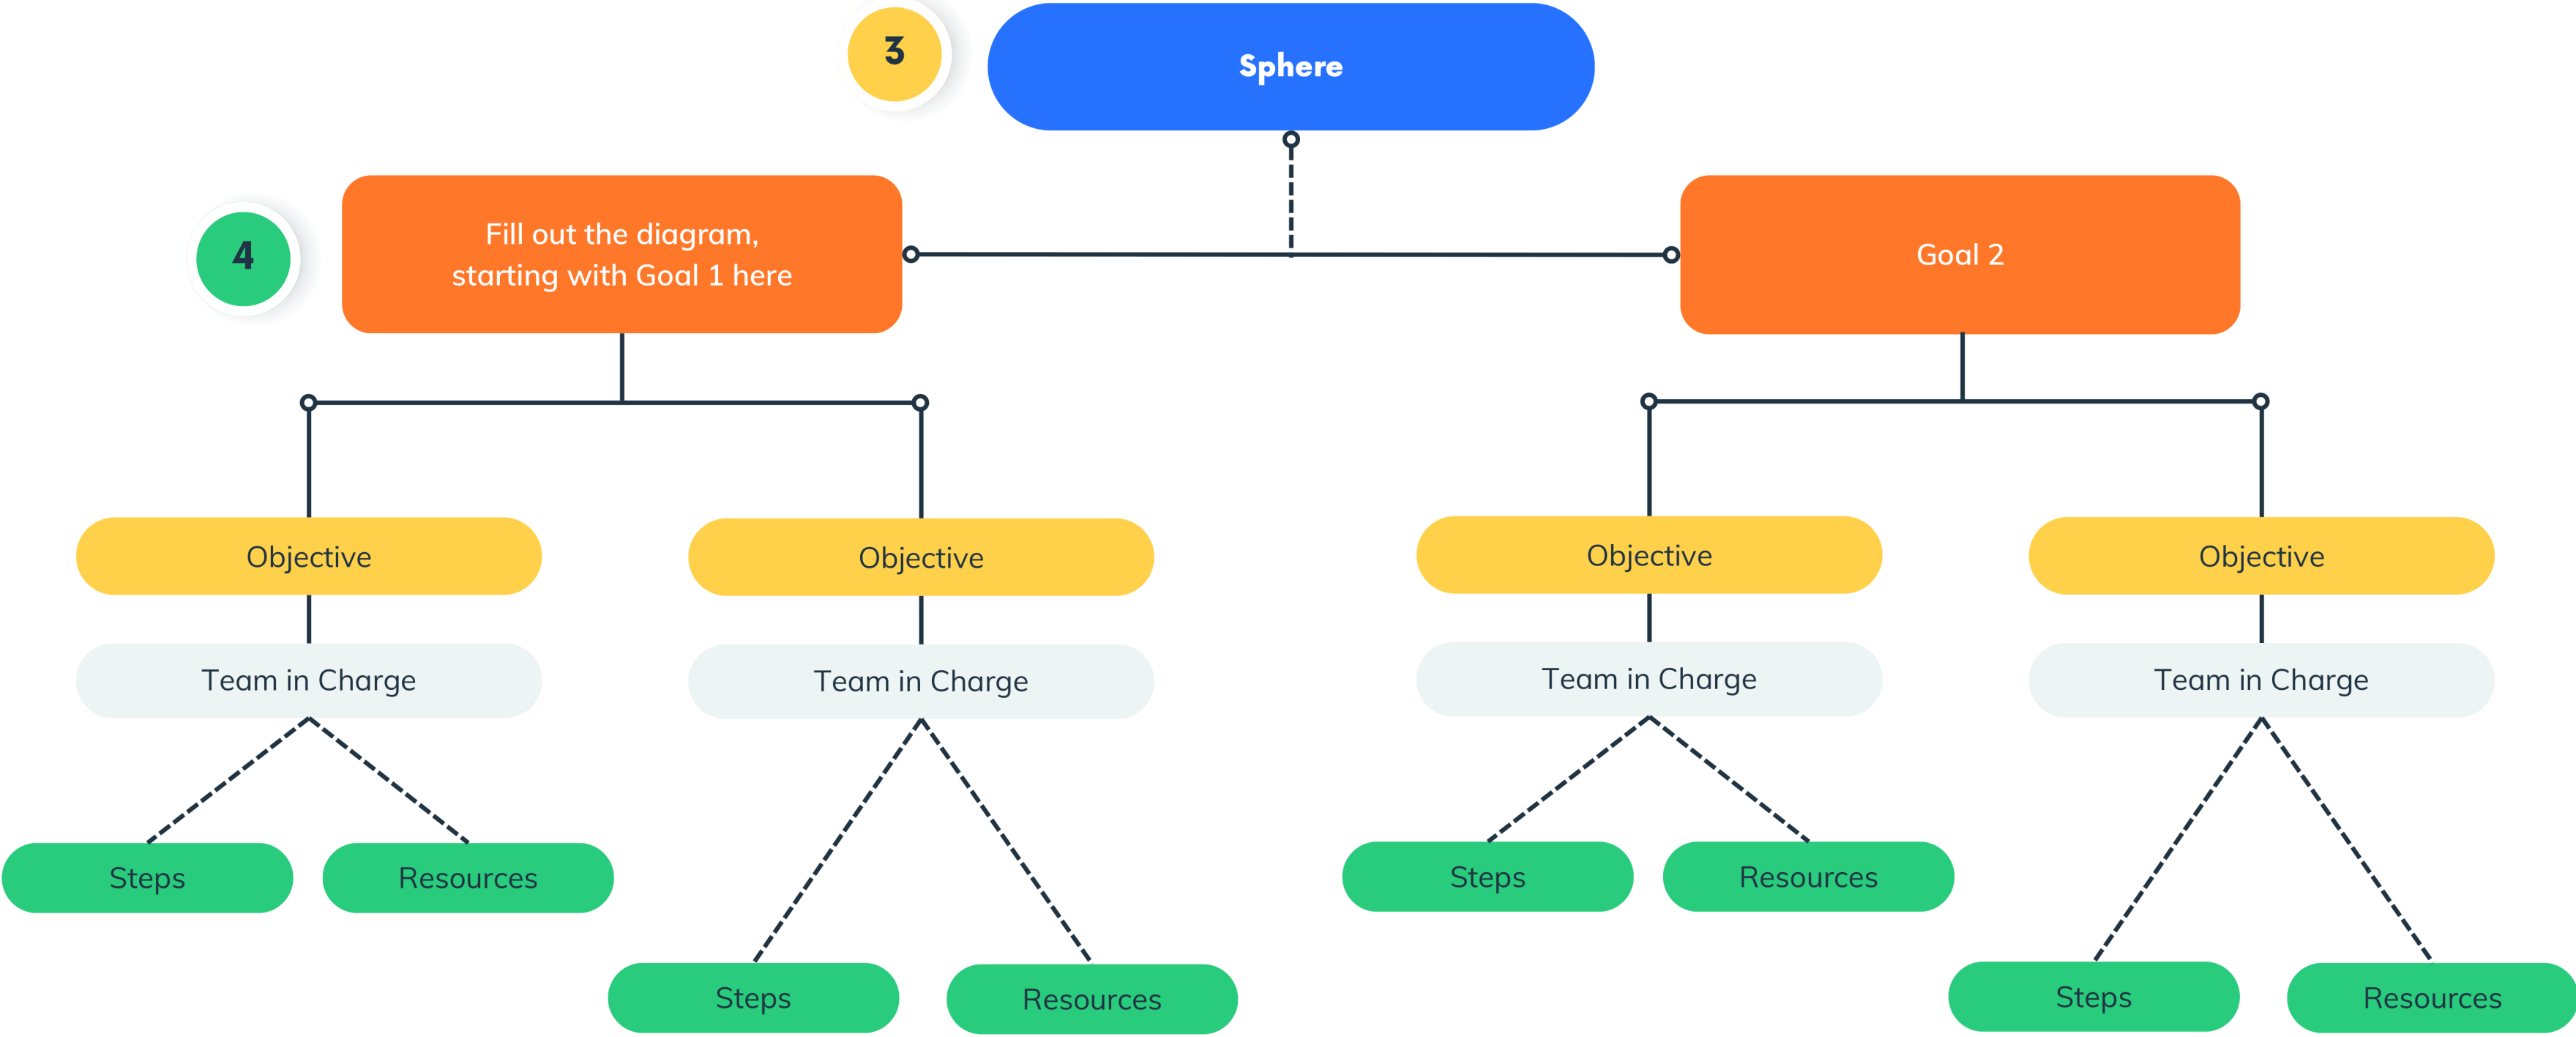 3
Sphere
4
Fill out the diagram,
starting with Goal 1 here
Goal 2
Objective
Objective
Objective
Objective
Team in Charge
Team in Charge
Team in Charge
Team in Charge
Steps
Resources
Steps
Resources
Steps
Resources
Steps
Resources